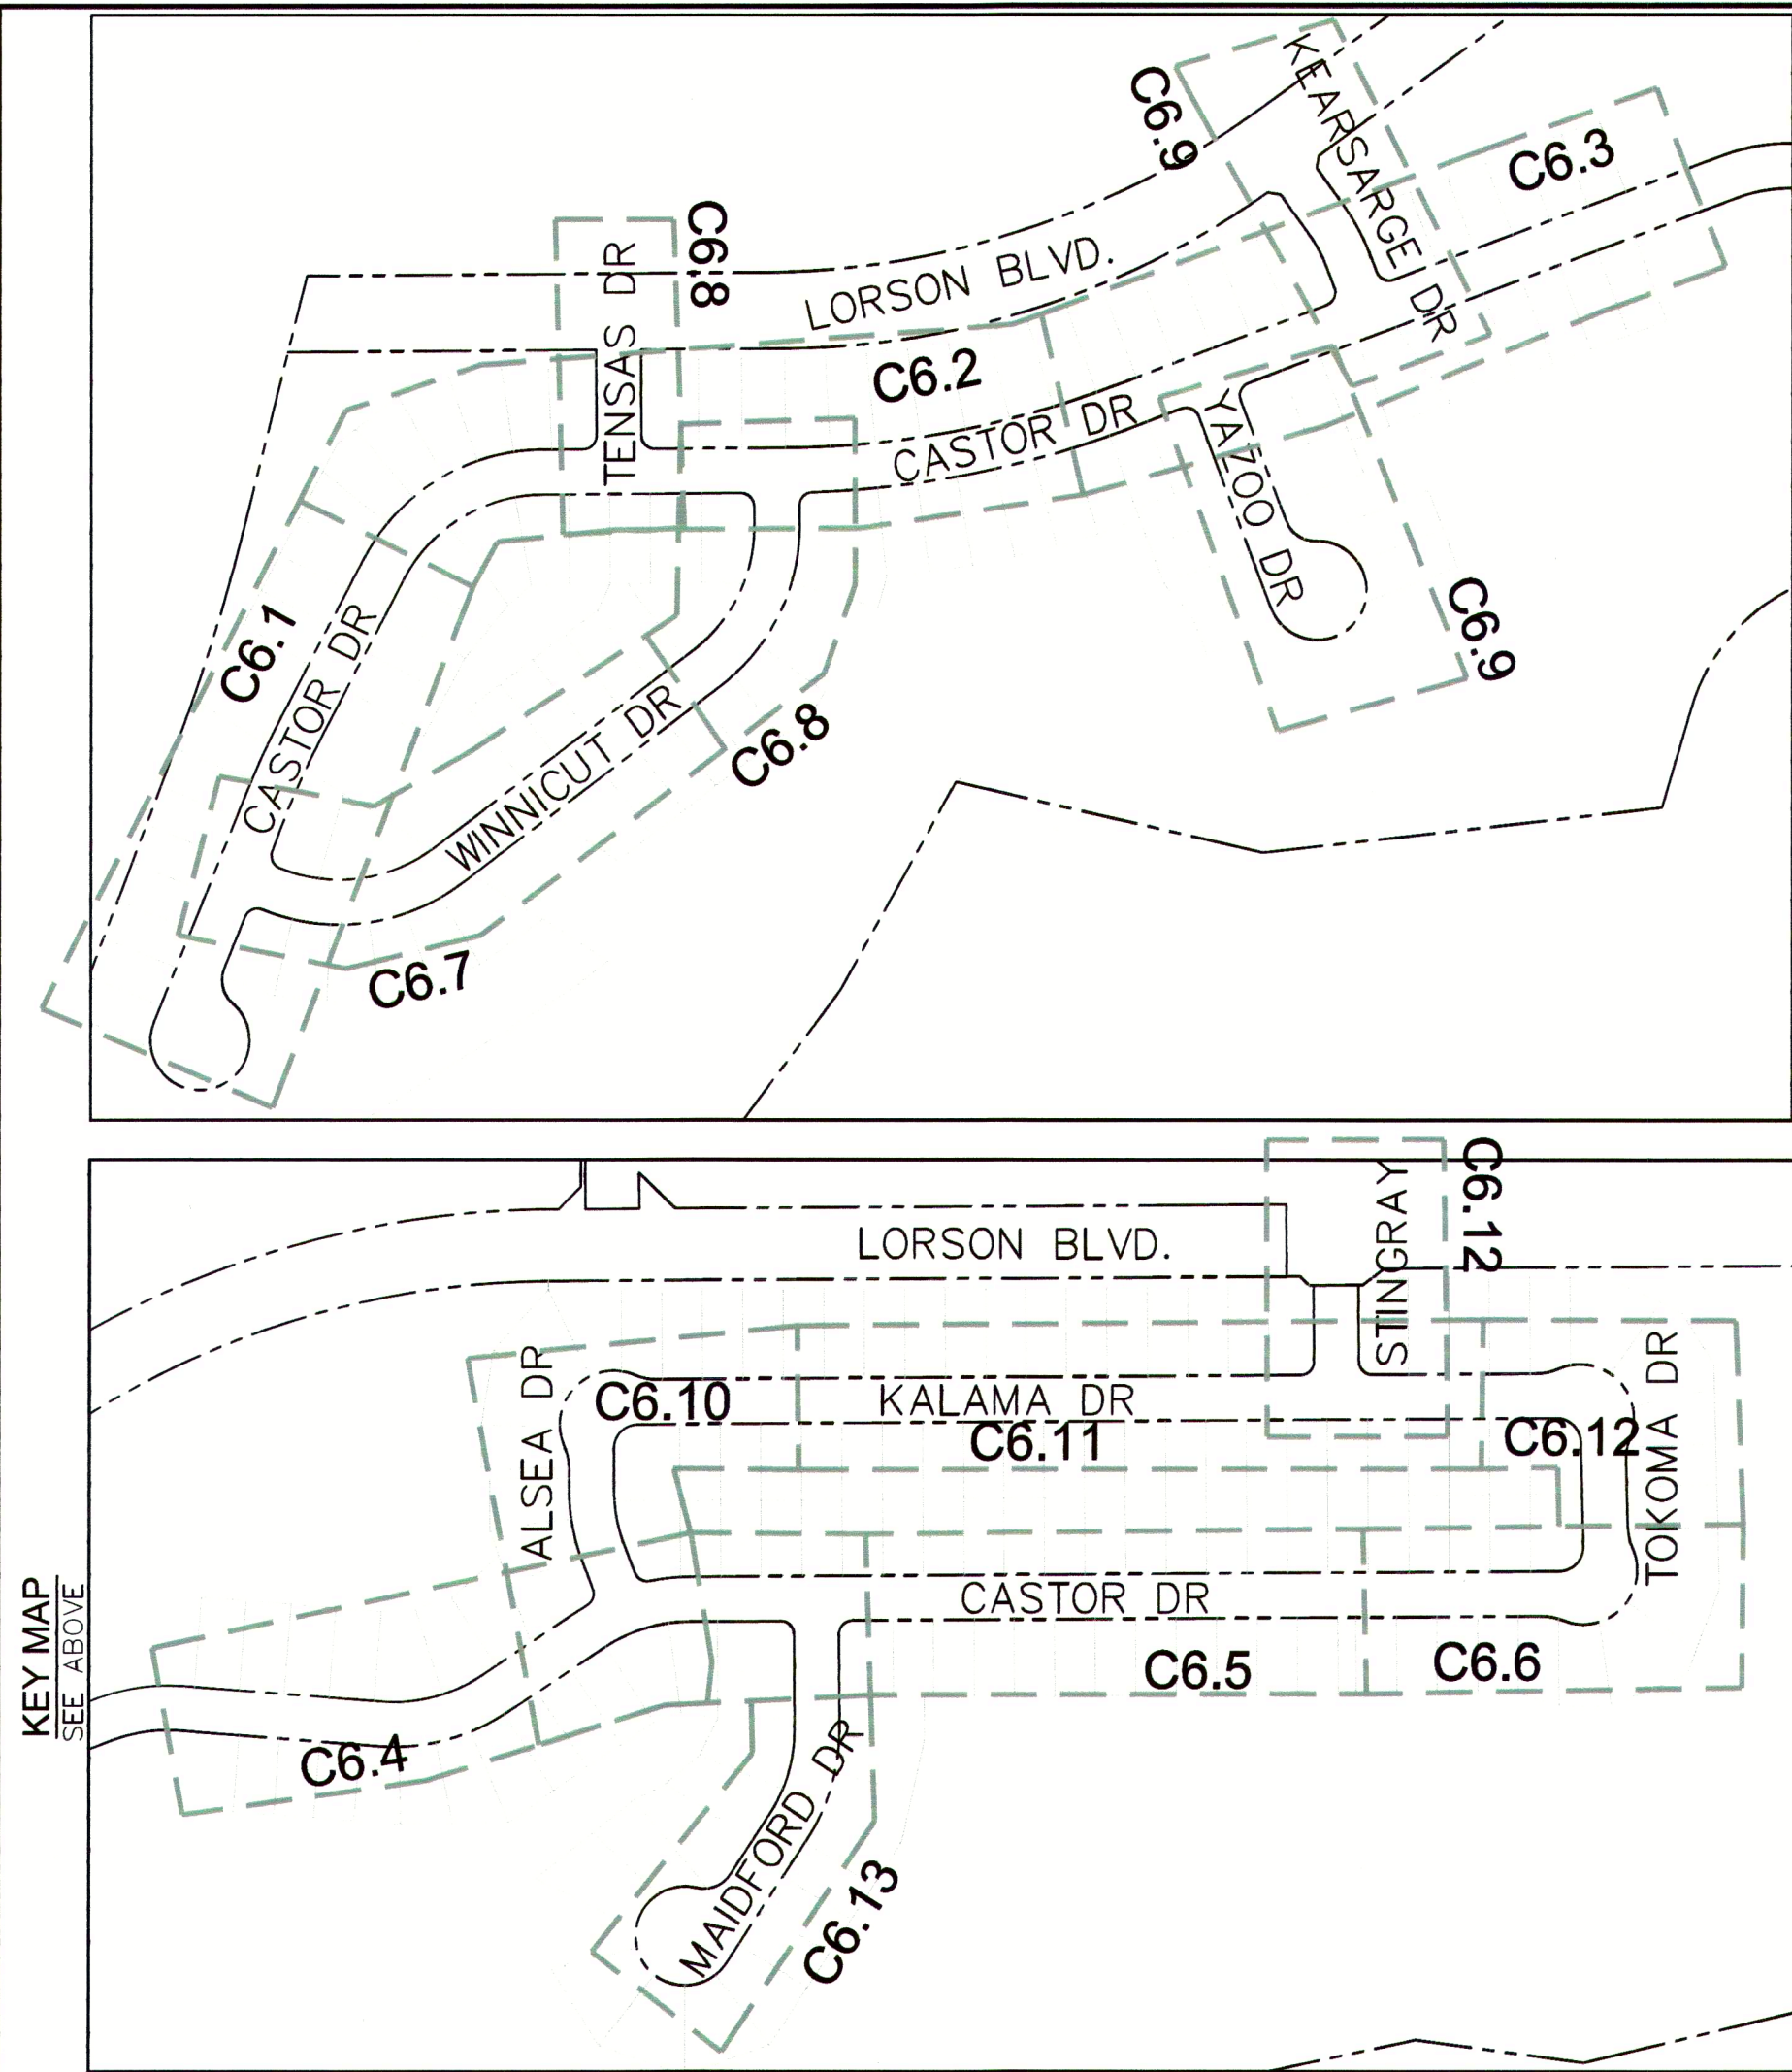 KEARSARGE DR
C6.9
C6.3
C6.8
TENSAS DR
LORSON BLVD.
C6.2
CASTOR DR
YAZOO DR
C6.9
C6.1
CASTOR DR
WINNICUT DR
C6.8
C6.7
C6.12
STINGRAY
LORSON BLVD.
ALSEA DR
C6.10
KALAMA DR
C6.11
C6.12
TOKOMA DR
CASTOR DR
C6.5
C6.6
C6.4
MAIDFORD DR
C6.13
KEY MAP
SEE ABOVE